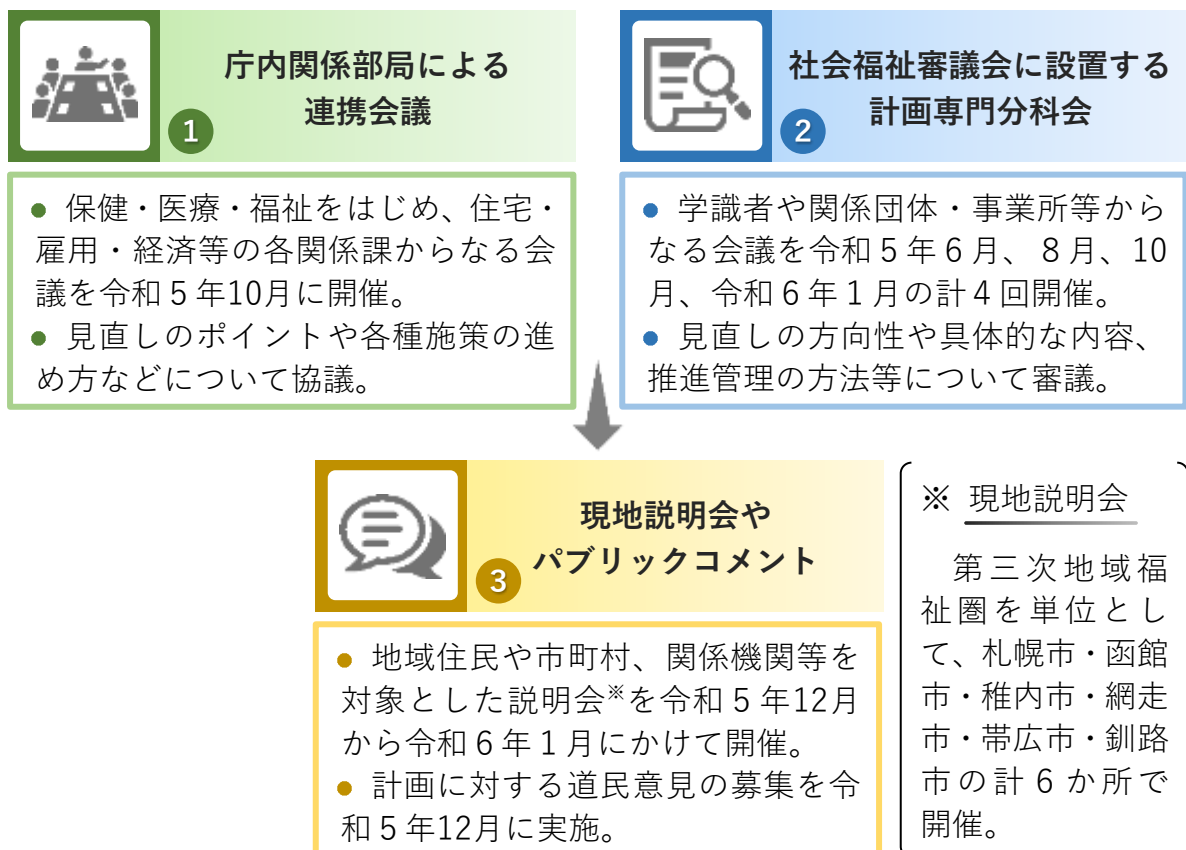 庁内関係部局による
連携会議
1
● 保健・医療・福祉をはじめ、住宅・
雇用・経済等の各関係課からなる会
議を令和５年10月に開催。
● 見直しのポイントや各種施策の進
め方などについて協議。
社会福祉審議会に設置する
計画専門分科会
2
● 学識者や関係団体・事業所等から
なる会議を令和５年６月、８月、10
月、令和６年１月の計４回開催。
● 見直しの方向性や具体的な内容、
推進管理の方法等について審議。
現地説明会や
パブリックコメント
3
● 地域住民や市町村、関係機関等を
対象とした説明会※を令和５年12月
から令和６年１月にかけて開催。
● 計画に対する道民意見の募集を令
和５年12月に実施。
※ 現地説明会
第三次地域福
祉圏を単位とし
て、札幌市・函館
市・稚内市・網走
市・帯広市・釧路
市の計６か所で
開催。